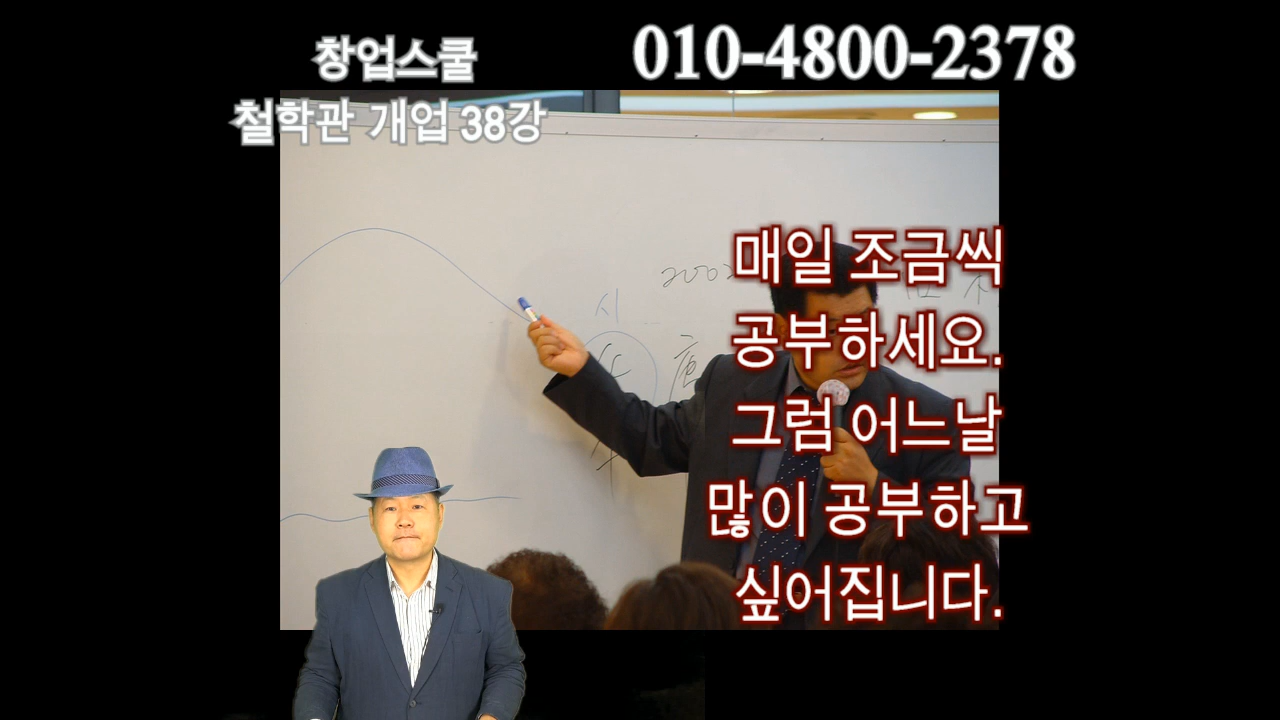 창업스쿨
010-4800-2378
철학관 개업 38강
매일 조금씩
공부하세요.
그럼 어느날
많이 공부하고
싶어집니다.
2002
시